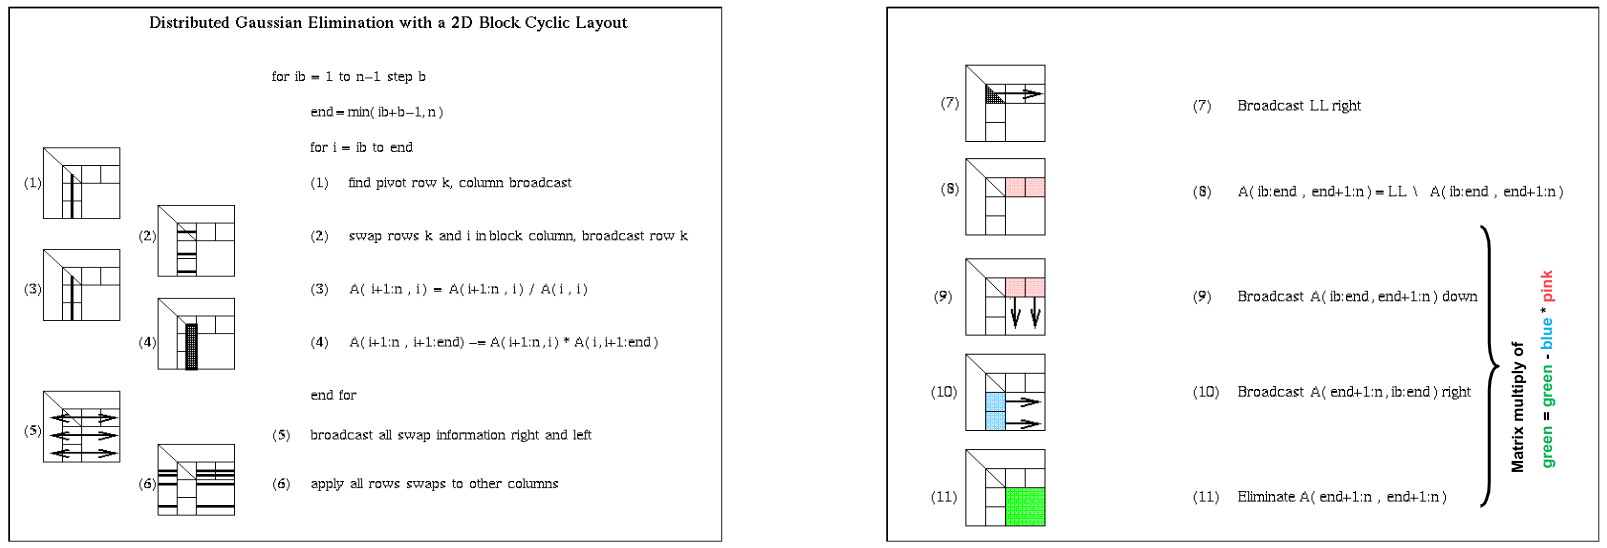 Distributed Gaussian Elimination with a 2D Block Cyclic Layout
for ib = 1 to n-1 step b
end = min( ib+b-1, n )
for i = ib to end
(1)
(1) find pivot row k, column broadcast
(2)
(2) swap rows k and i in block column, broadcast row k
(3)
(3) A( i+1:n , i ) = A( i+1:n , i ) / A( i , i )
(4)
(4) A(i+1:n , i+1:end) -= A(i+1:n , i) * A( i , i+1:end)
end for
(5)
(5) broadcast all swap information right and left
(6)
(6) apply all rows swaps to other columns
(7)
(7) Broadcast LL right
(8)
(8) A( ib:end , end+1:n ) = LL \ A( ib:end , end+1:n )
(9)
(9) Broadcast A( ib:end , end+1:n ) down
(10)
(10) Broadcast A( end+1:n , ib:end ) right
(11)
(11) Eliminate A( end+1:n , end+1:n )
Matrix multiply of
green = green - blue * pink